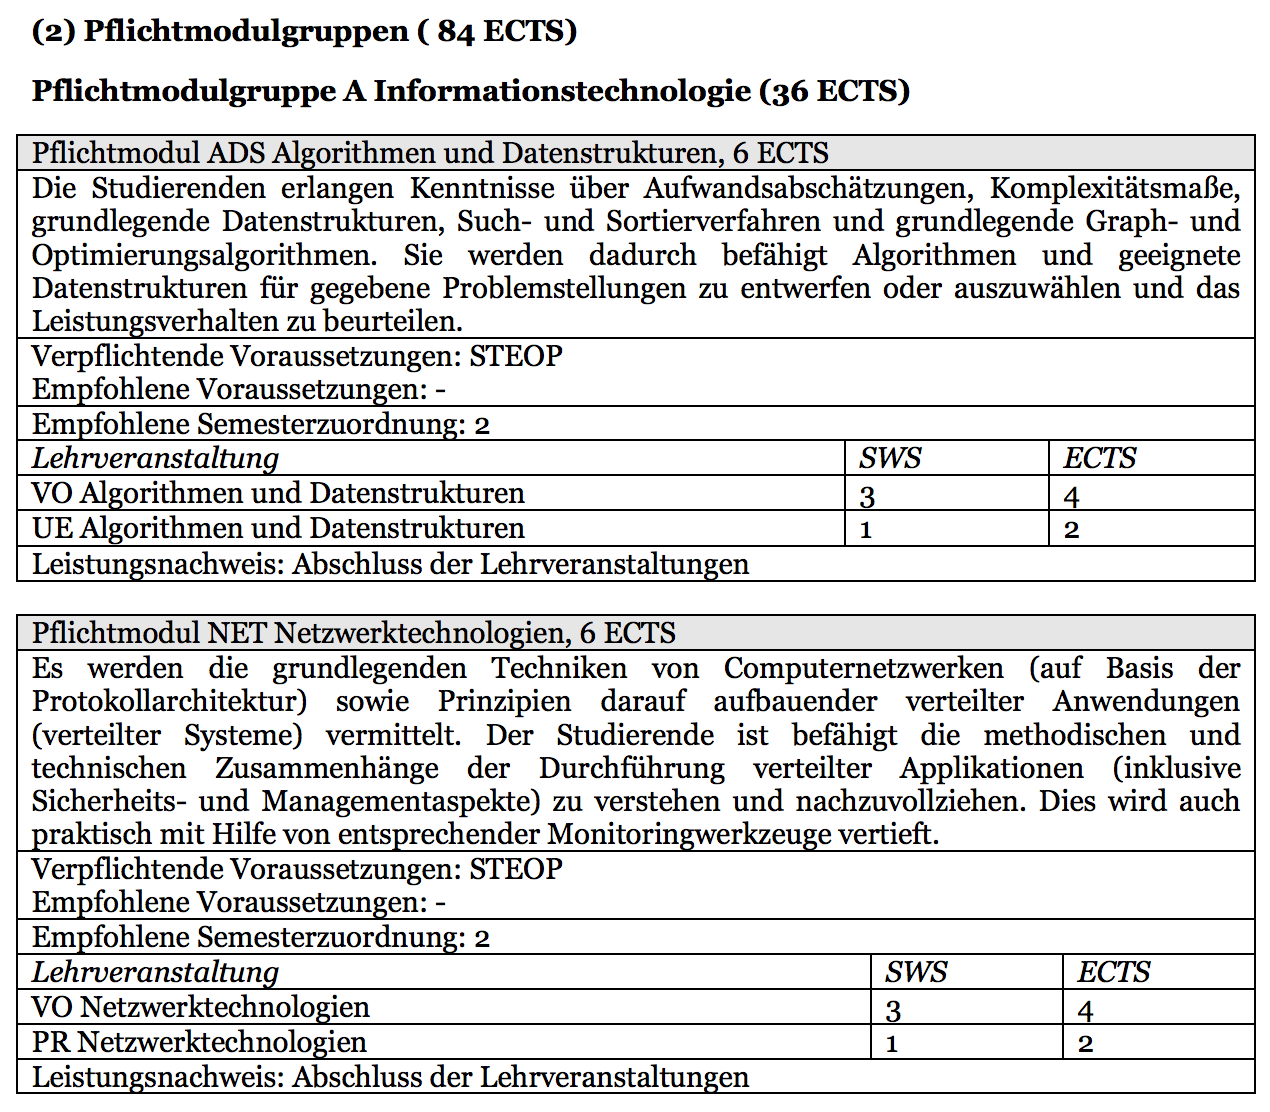 (2) Pflichtmodulgruppen ( 84 ECTS)
Pflichtmodulgruppe A Informationstechnologie (36 ECTS)
Pflichtmodul ADS Algorithmen und Datenstrukturen, 6 ECTS
Die Studierenden erlangen Kenntnisse über Aufwandsabschätzungen, Komplexitätsmaße,
grundlegende Datenstrukturen, Such- und Sortierverfahren und grundlegende Graph- und
Optimierungsalgorithmen. Sie werden dadurch befähigt Algorithmen und geeignete
Datenstrukturen für gegebene Problemstellungen zu entwerfen oder auszuwählen und das
Leistungsverhalten zu beurteilen.
Verpflichtende Voraussetzungen: STEOP
Empfohlene Voraussetzungen: -
Empfohlene Semesterzuordnung: 2
Lehrveranstaltung SWS ECTS
VO Algorithmen und Datenstrukturen 3 4
UE Algorithmen und Datenstrukturen 1 2
Leistungsnachweis: Abschluss der Lehrveranstaltungen
Pflichtmodul NET Netzwerktechnologien, 6 ECTS
Es werden die grundlegenden Techniken von Computernetzwerken (auf Basis der
Protokollarchitektur) sowie Prinzipien darauf aufbauender verteilter Anwendungen
(verteilter Systeme) vermittelt. Der Studierende ist befähigt die methodischen und
technischen Zusammenhänge der Durchführung verteilter Applikationen (inklusive
Sicherheits- und Managementaspekte) zu verstehen und nachzuvollziehen. Dies wird auch
praktisch mit Hilfe von entsprechender Monitoringwerkzeuge vertieft.
Verpflichtende Voraussetzungen: STEOP
Empfohlene Voraussetzungen: -
Empfohlene Semesterzuordnung: 2
Lehrveranstaltung SWS ECTS
VO Netzwerktechnologien 3 4
PR Netzwerktechnologien 1 2
Leistungsnachweis: Abschluss der Lehrveranstaltungen